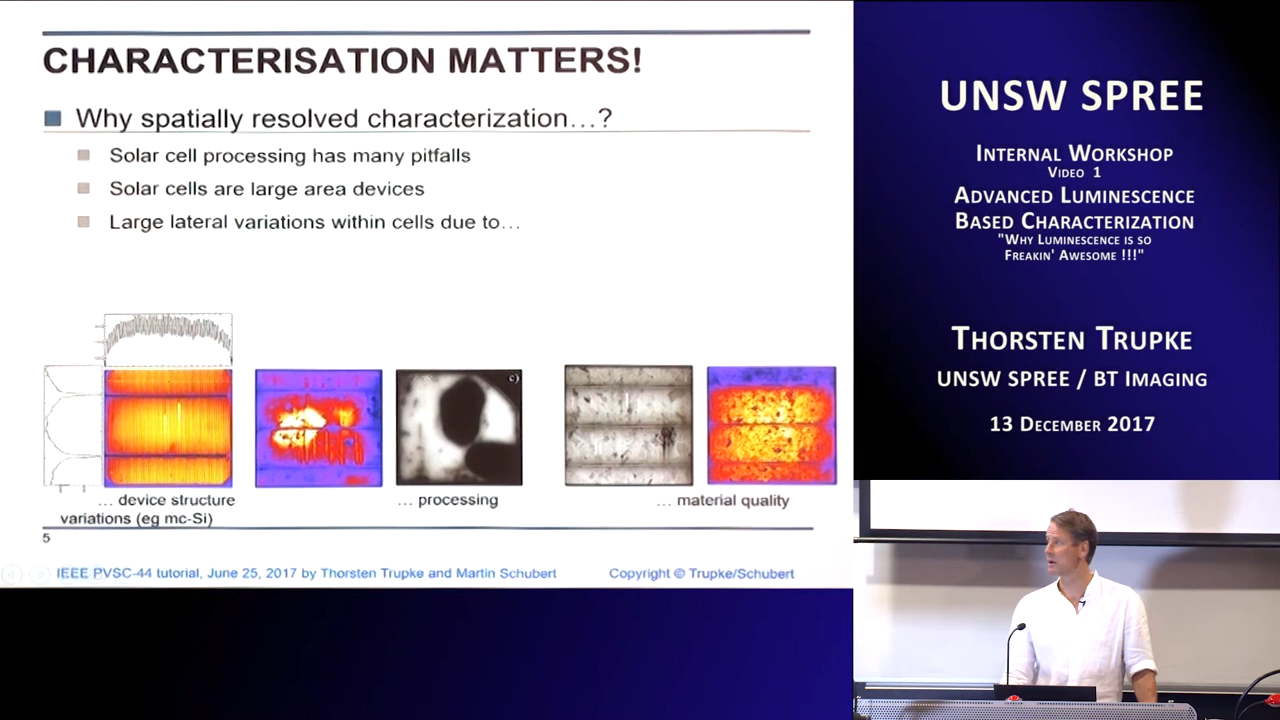 CHARACTERISATION MATTERS!
Why spatially resolved characterization…?
Solar cell processing has many pitfalls
Solar cells are large area devices
Large lateral variations within cells due to…
c)
… device structure
variations (eg mc-Si)
… processing
… material quality
5
IEEE PVSC-44 tutorial, June 25, 2017 by Thorsten Trupke and Martin Schubert
Copyright © Trupke/Schubert
UNSW SPREE
Internal Workshop
Video 1
Advanced Luminescence
Based Characterization
"Why Luminescence is so
Freakin' Awesome !!!"
Thorsten Trupke
UNSW SPREE / BT Imaging
13 December 2017